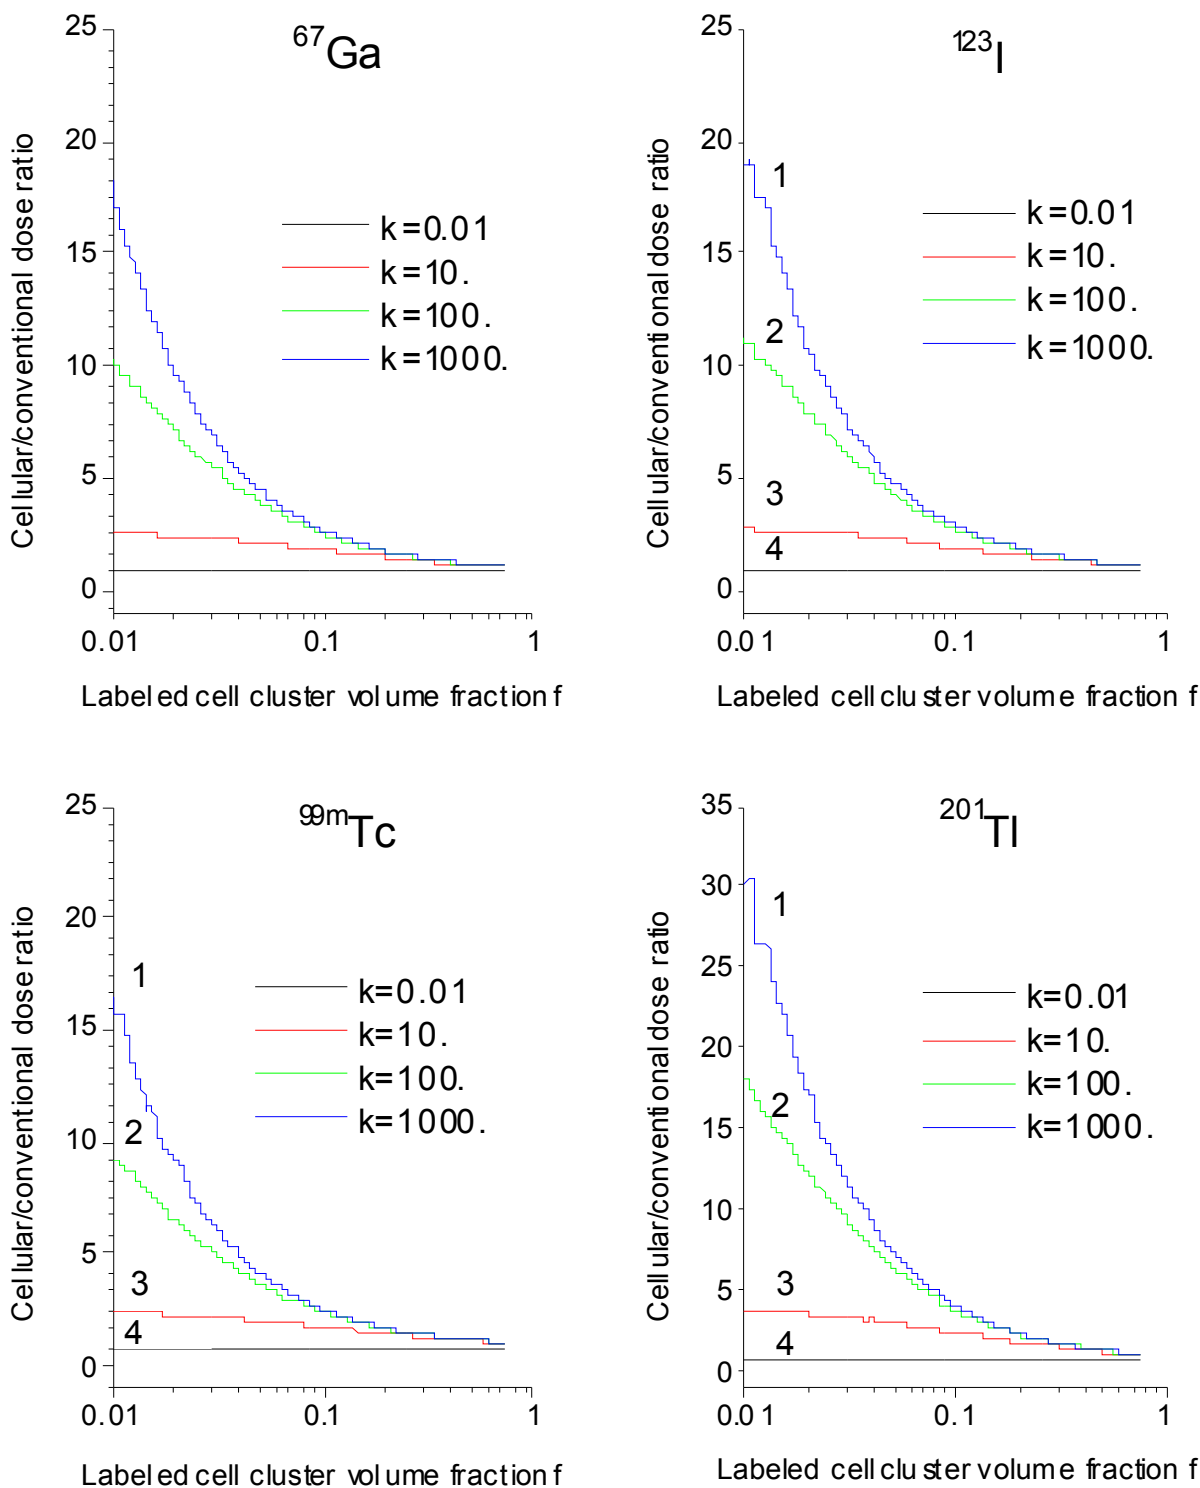 67Ga
25
20
15
10
5
0
Cellular/conventional dose ratio
k=0.01
k=10.
k=100.
k=1000.
0.01 0.1 1
Labeled cell cluster volume fraction f
123I
25
20
15
10
5
0
Cellular/conventional dose ratio
1
2
3
4
k=0.01
k=10.
k=100.
k=1000.
0.01 0.1 1
Labeled cell cluster volume fraction f
99mTc
25
20
15
10
5
0
Cellular/conventional dose ratio
1
2
3
4
k=0.01
k=10.
k=100.
k=1000.
0.01 0.1 1
Labeled cell cluster volume fraction f
201Tl
35
30
25
20
15
10
5
0
Cellular/conventional dose ratio
1
2
3
4
k=0.01
k=10.
k=100.
k=1000.
0.01 0.1 1
Labeled cell cluster volume fraction f